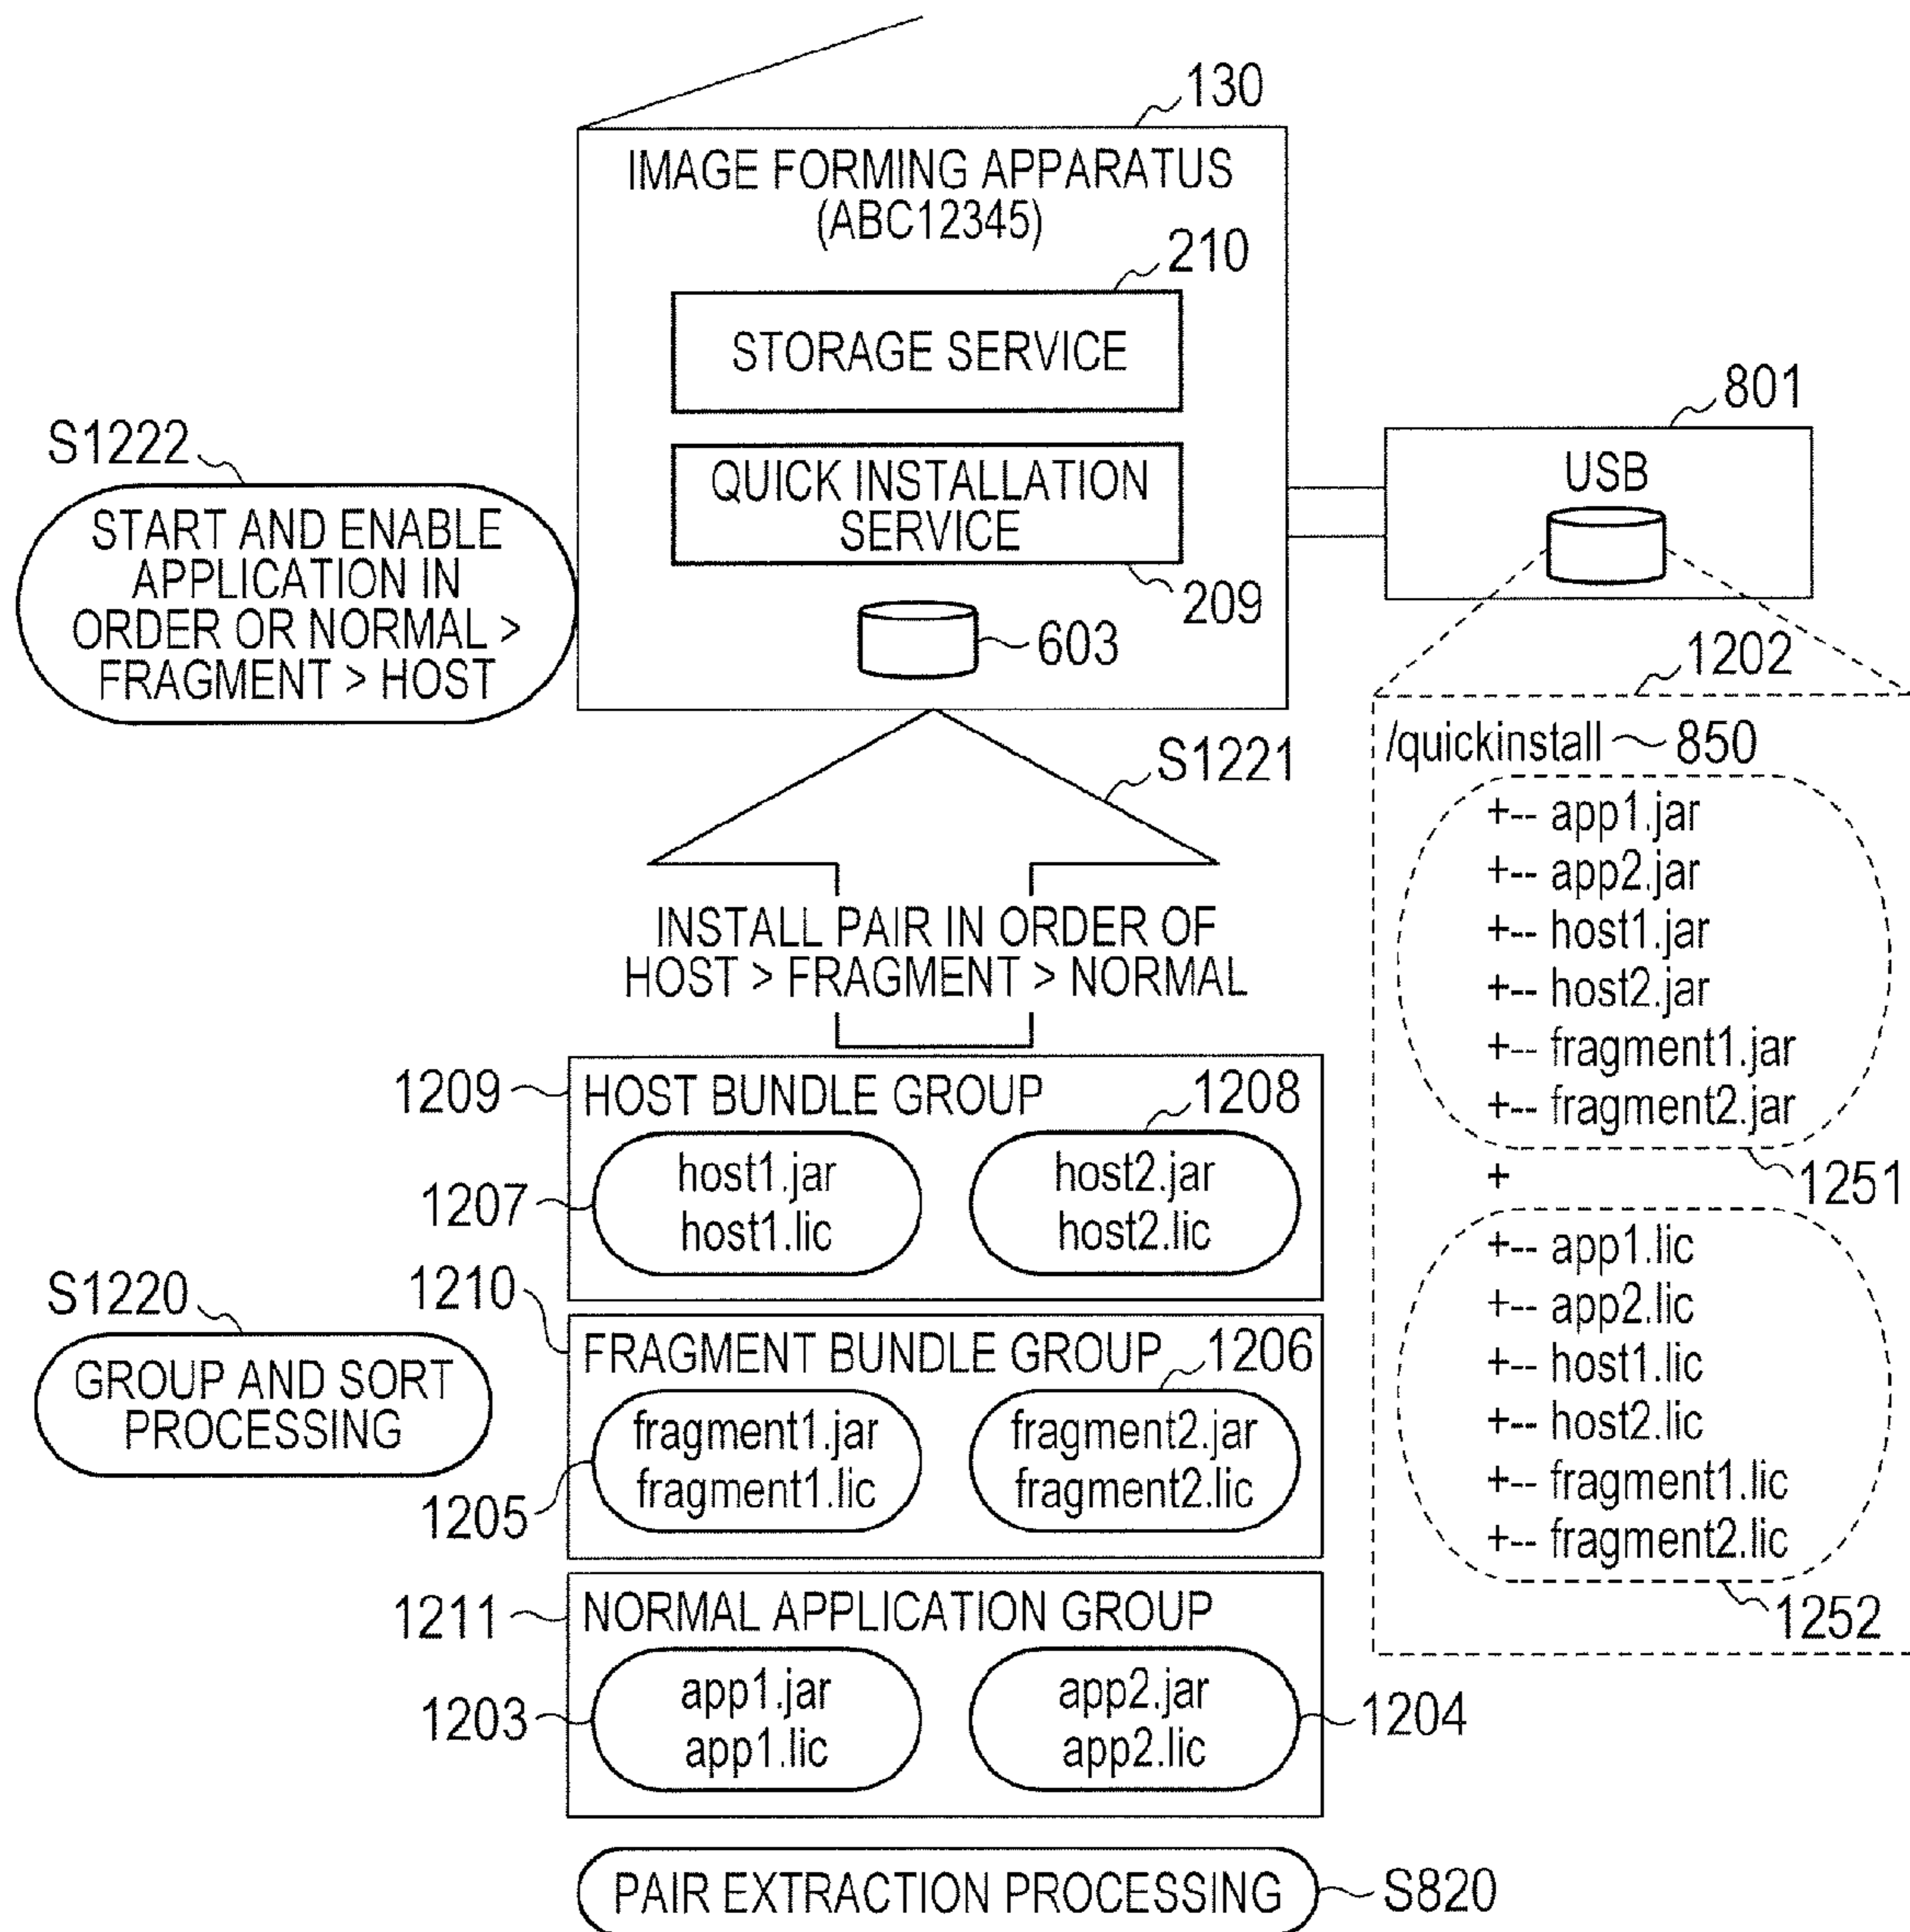 130
IMAGE FORMING APPARATUS
(ABC12345)
210
STORAGE SERVICE
QUICK INSTALLATION
SERVICE
209
603
801
USB
S1222
START AND ENABLE
APPLICATION IN
ORDER OR NORMAL >
FRAGMENT > HOST
1202
/quickinstall 850
+-- app1.jar
+-- app2.jar
+-- host1.jar
+-- host2.jar
+-- fragment1.jar
+-- fragment2.jar
1251
+
+-- app1.lic
+-- app2.lic
+-- host1.lic
+-- host2.lic
+-- fragment1.lic
+-- fragment2.lic
1252
S1221
INSTALL PAIR IN ORDER OF
HOST > FRAGMENT > NORMAL
1209
HOST BUNDLE GROUP
1208
1207
host1.jar
host1.lic
host2.jar
host2.lic
S1220
GROUP AND SORT
PROCESSING
1210
FRAGMENT BUNDLE GROUP
1206
1205
fragment1.jar
fragment1.lic
fragment2.jar
fragment2.lic
1211
NORMAL APPLICATION GROUP
1203
app1.jar
app1.lic
app2.jar
app2.lic
1204
PAIR EXTRACTION PROCESSING
S820